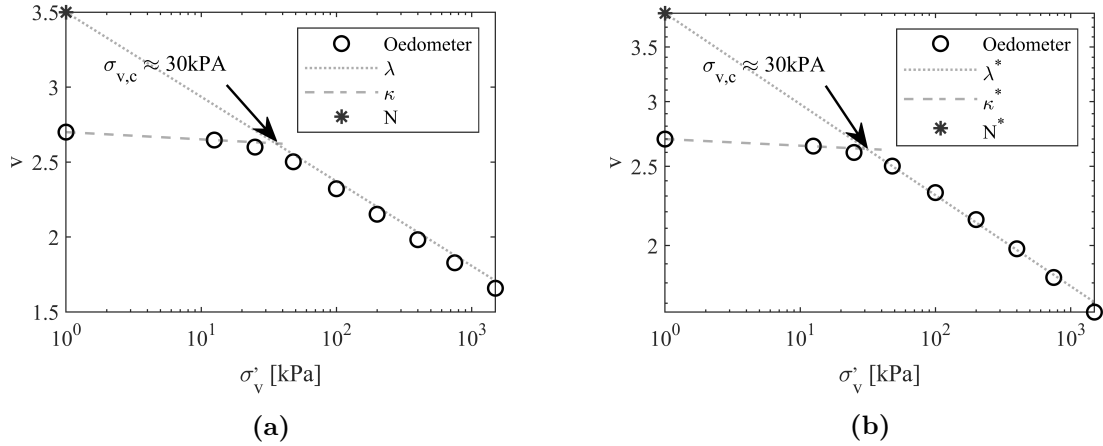 3.5
3
2.5
2
1.5
v
σv,c ≈ 30kPA
Oedometer
λ
κ
N
10^0
10^1
10^2
10^3
σ'v [kPa]
(a)
3.5
3
2.5
2
v
σv,c ≈ 30kPA
Oedometer
λ*
κ*
N*
10^0
10^1
10^2
10^3
σ'v [kPa]
(b)